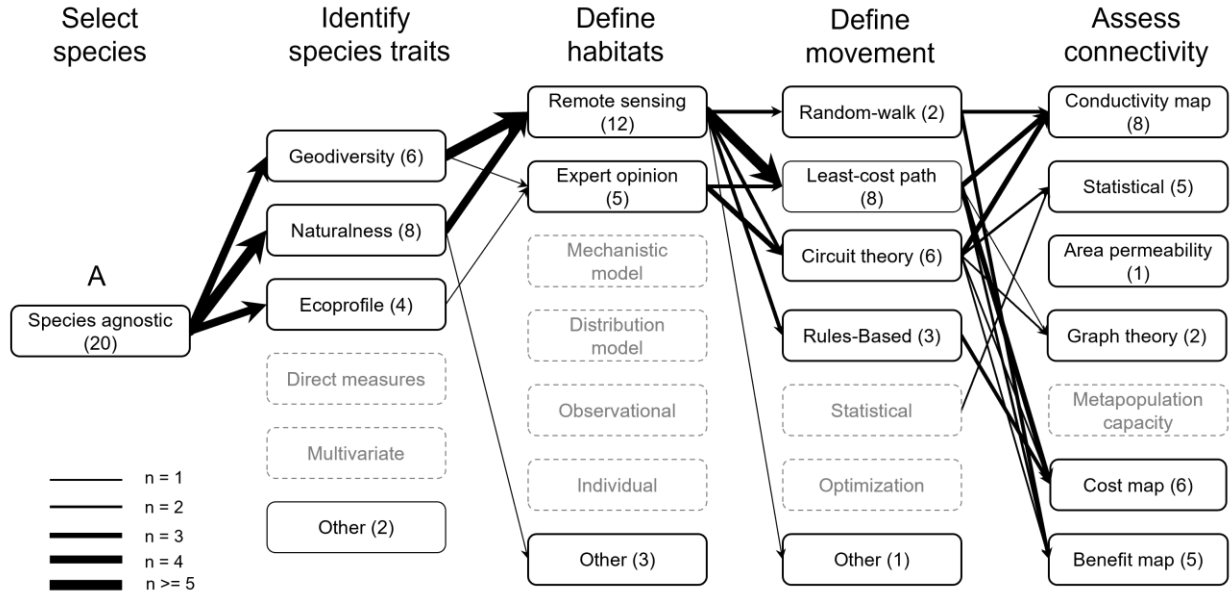 Select
species
Identify
species traits
Define
habitats
Define
movement
Assess
connectivity
A
Species agnostic
(20)
Geodiversity (6)
Naturalness (8)
Ecoprofile (4)
Direct measures
Multivariate
Other (2)
Remote sensing
(12)
Expert opinion
(5)
Mechanistic
model
Distribution
model
Observational
Individual
Other (3)
Random-walk (2)
Least-cost path
(8)
Circuit theory (6)
Rules-Based (3)
Statistical
Optimization
Other (1)
Conductivity map
(8)
Statistical (5)
Area permeability
(1)
Graph theory (2)
Metapopulation
capacity
Cost map (6)
Benefit map (5)
n = 1
n = 2
n = 3
n = 4
n >= 5